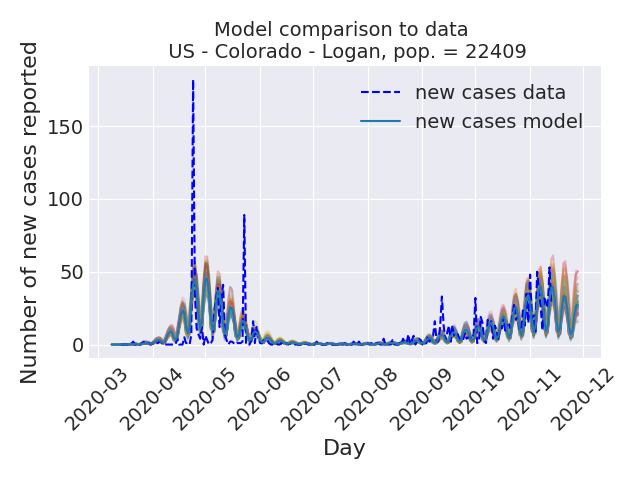 Model comparison to data
US - Colorado - Logan, pop. = 22409
Number of new cases reported
150
100
50
0
new cases data
new cases model
2020-03
2020-04
2020-05
2020-06
2020-07
2020-08
2020-09
2020-10
2020-11
2020-12
Day